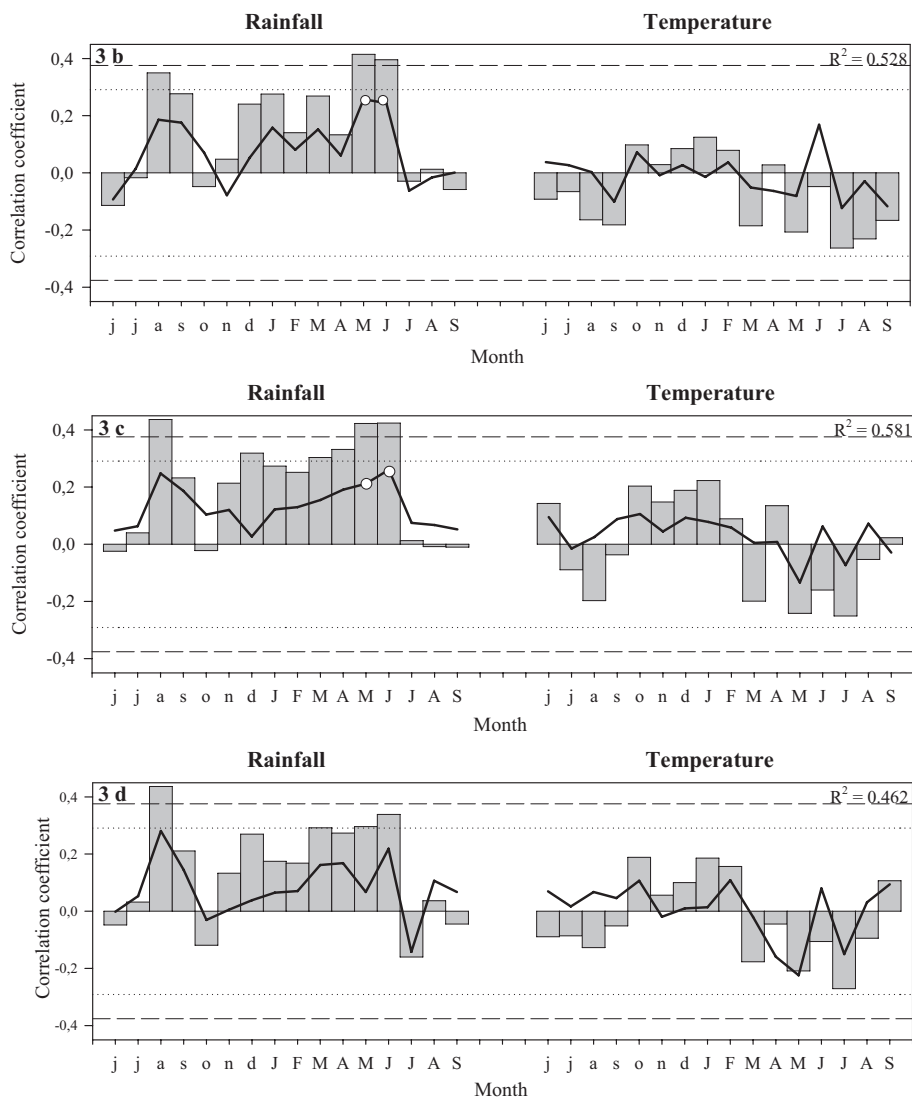 Rainfall Temperature
3 b R² = 0.528
Correlation coefficient
0,4
0,2
0,0
-0,2
-0,4
j j a s o n d J F M A M J J A S j j a s o n d J F M A M J J A S
Month
Rainfall Temperature
3 c R² = 0.581
Correlation coefficient
0,4
0,2
0,0
-0,2
-0,4
j j a s o n d J F M A M J J A S j j a s o n d J F M A M J J A S
Month
Rainfall Temperature
3 d R² = 0.462
Correlation coefficient
0,4
0,2
0,0
-0,2
-0,4
j j a s o n d J F M A M J J A S j j a s o n d J F M A M J J A S
Month